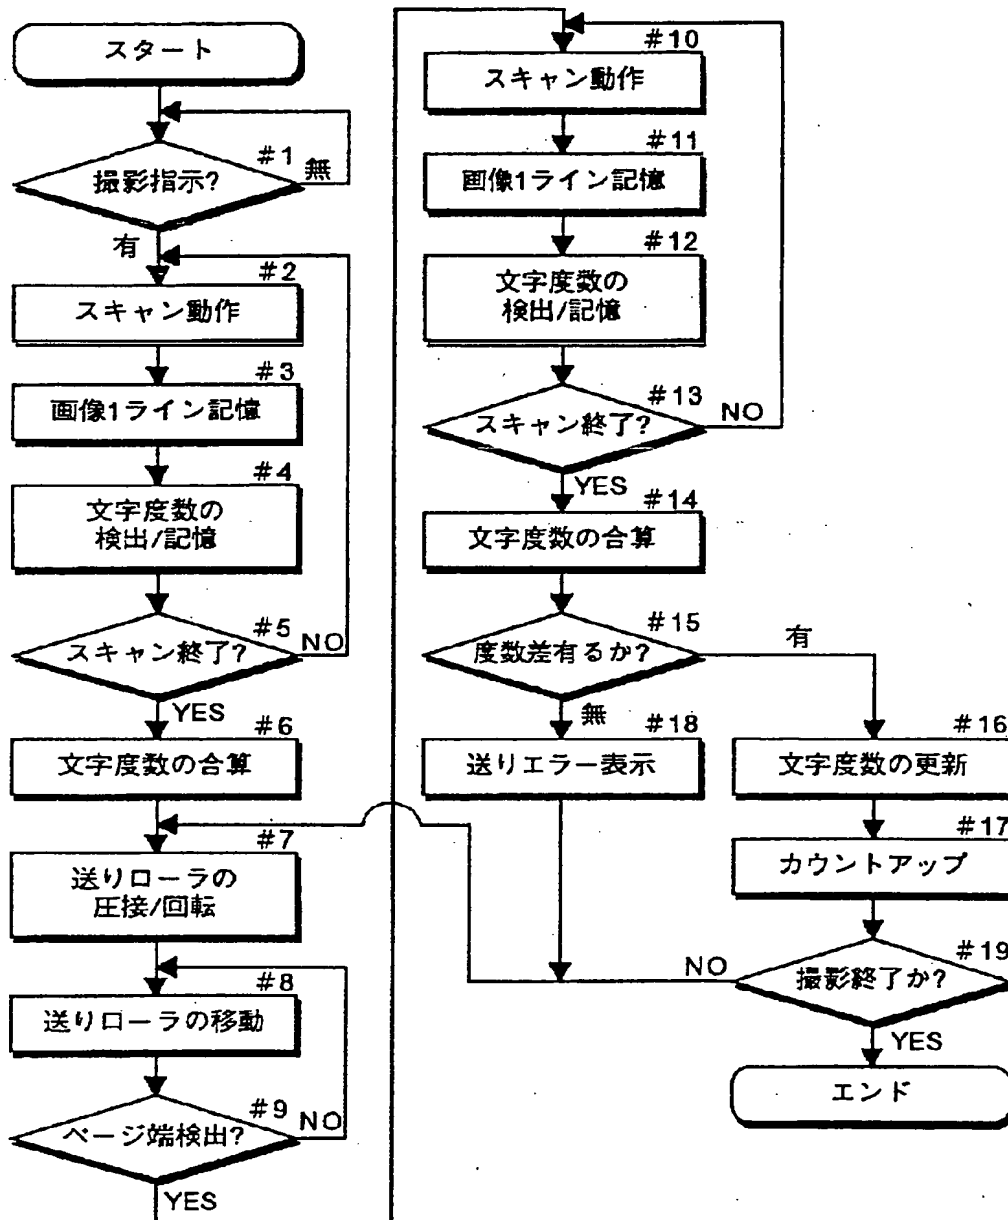 スタート
#1
撮影指示?
無
有
#2
スキャン動作
#3
画像1ライン記憶
#4
文字度数の
検出/記憶
#5
スキャン終了?
NO
YES
#6
文字度数の合算
#7
送りローラの
圧接/回転
#8
送りローラの移動
#9
ページ端検出?
NO
YES
#10
スキャン動作
#11
画像1ライン記憶
#12
文字度数の
検出/記憶
#13
スキャン終了?
NO
YES
#14
文字度数の合算
#15
度数差有るか?
有
無
#18
送りエラー表示
#16
文字度数の更新
#17
カウントアップ
#19
撮影終了か?
NO
YES
エンド